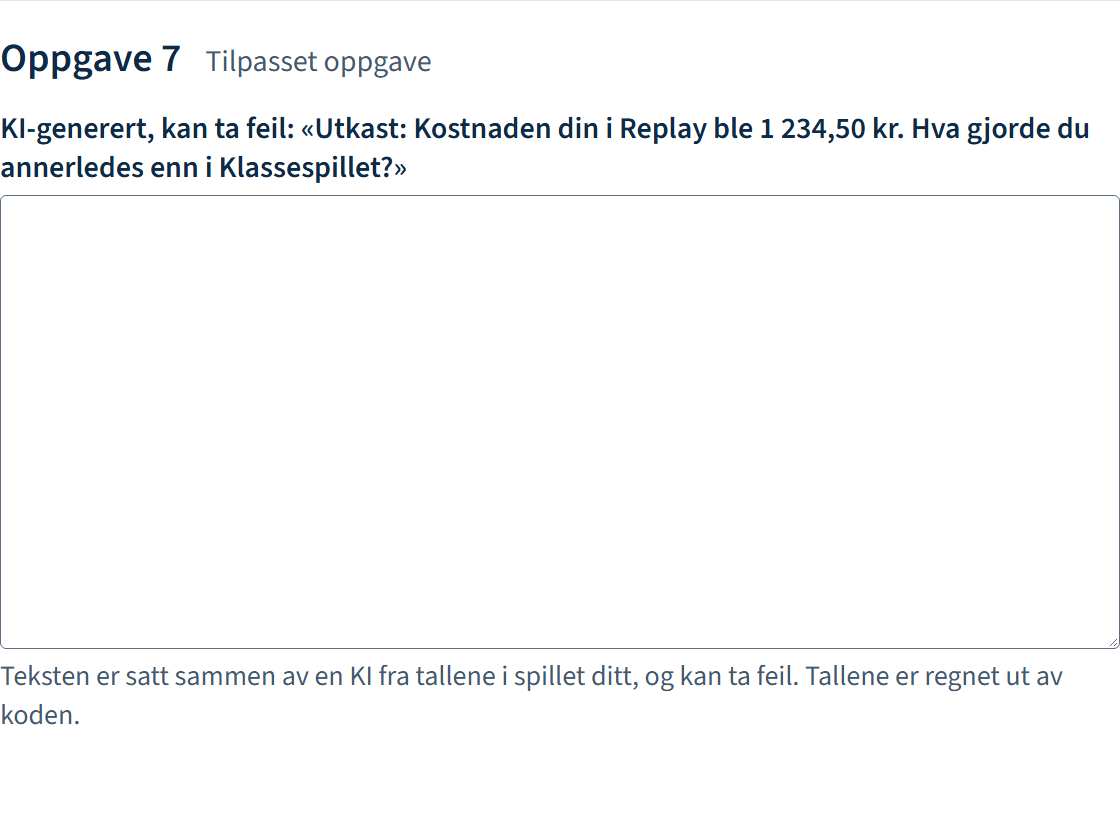 Oppgave 7 Tilpasset oppgave
KI-generert, kan ta feil: «Utkast: Kostnaden din i Replay ble 1 234,50 kr. Hva gjorde du
annerledes enn i Klassespillet?»
Teksten er satt sammen av en KI fra tallene i spillet ditt, og kan ta feil. Tallene er regnet ut av
koden.